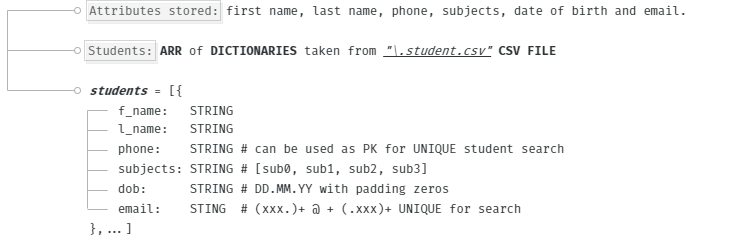 Attributes stored: first name, last name, phone, subjects, date of birth and email.
Students: ARR of DICTIONARIES taken from "\.student.csv" CSV FILE
students = [{
f_name: STRING
l_name: STRING
phone: STRING # can be used as PK for UNIQUE student search
subjects: STRING # [sub0, sub1, sub2, sub3]
dob: STRING # DD.MM.YY with padding zeros
email: STING # (xxx.)+ @ + (.xxx)+ UNIQUE for search
},...]